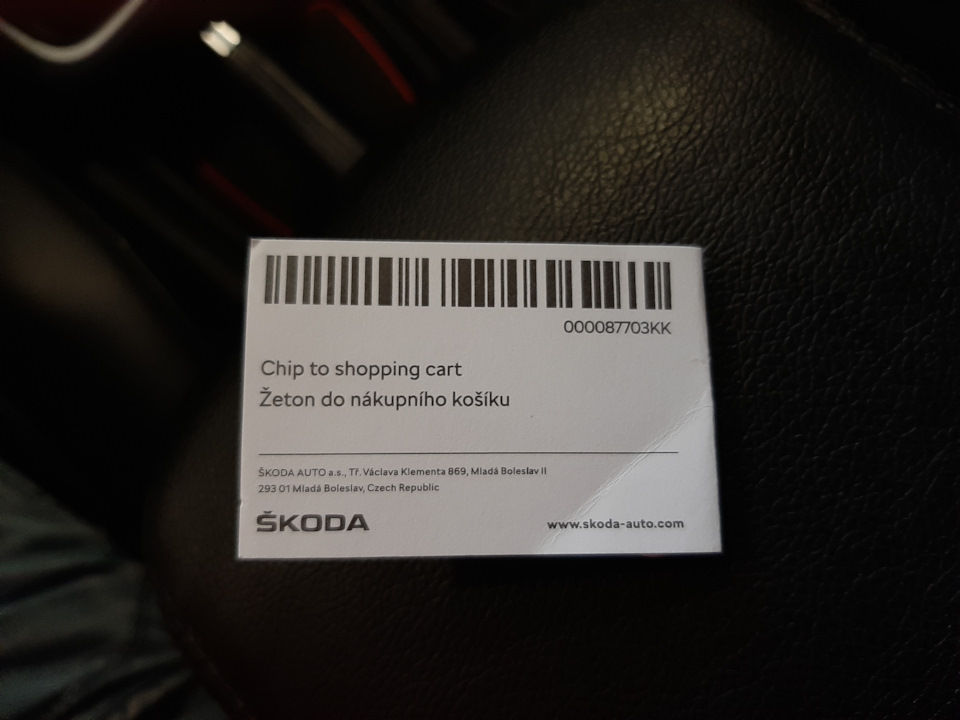 000087703KK
Chip to shopping cart
Žeton do nákupního košíku
ŠKODA AUTO a.s., Tř. Václava Klementa 869, Mladá Boleslav II
293 01 Mladá Boleslav, Czech Republic
ŠKODA
www.skoda-auto.com